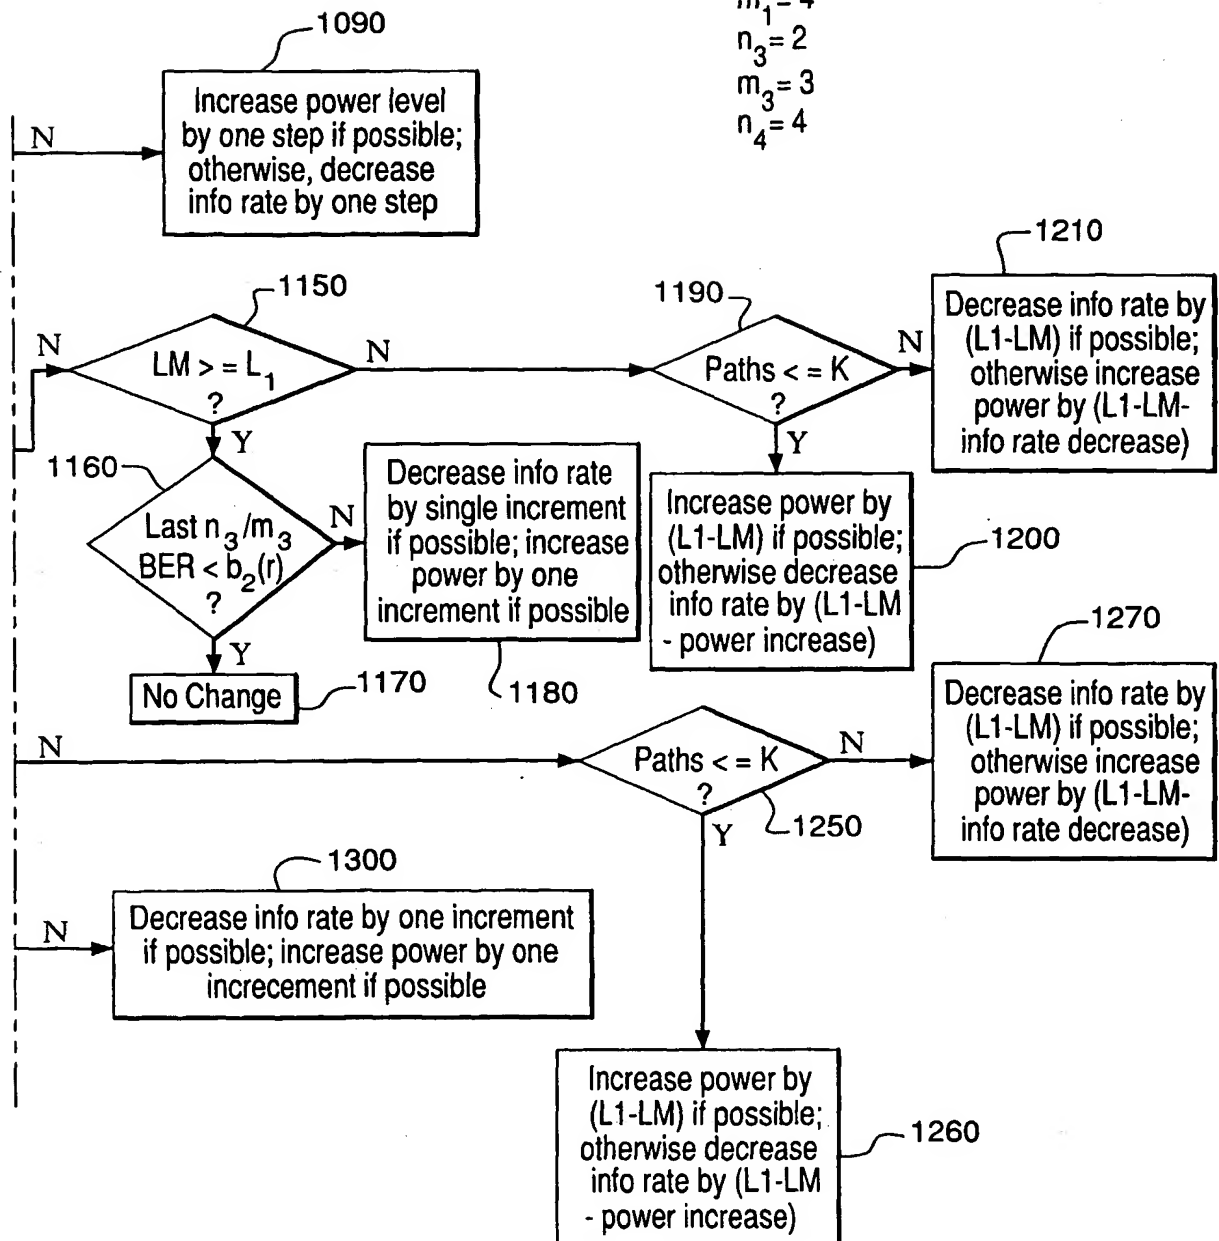 m1 = 4
n3 = 2
m3 = 3
n4 = 4
1090
N
Increase power level
by one step if possible;
otherwise, decrease
info rate by one step
N
1150
LM > = L1
?
N
Y
1190
Paths < = K
?
N
Y
1210
Decrease info rate by
(L1-LM) if possible;
otherwise increase
power by (L1-LM-
info rate decrease)
1160
Last n3/m3
BER < b2(r)
?
N
Y
Decrease info rate
by single increment
if possible; increase
power by one
increment if possible
1180
Increase power by
(L1-LM) if possible;
otherwise decrease
info rate by (L1-LM
- power increase)
1200
No Change
1170
N
Paths < = K
?
N
1250
Y
1270
Decrease info rate by
(L1-LM) if possible;
otherwise increase
power by (L1-LM-
info rate decrease)
1300
N
Decrease info rate by one increment
if possible; increase power by one
increcement if possible
Increase power by
(L1-LM) if possible;
otherwise decrease
info rate by (L1-LM
- power increase)
1260